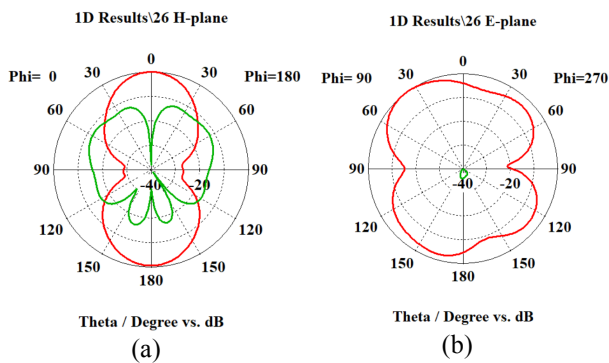 1D Results\26 H-plane
0
30 30
Phi= 0 Phi=180
60 60
90 90
-40 -20
120 120
150 150
180
Theta / Degree vs. dB
(a)
1D Results\26 E-plane
0
30 30
Phi= 90 Phi=270
60 60
90 90
-40 -20
120 120
150 150
180
Theta / Degree vs. dB
(b)